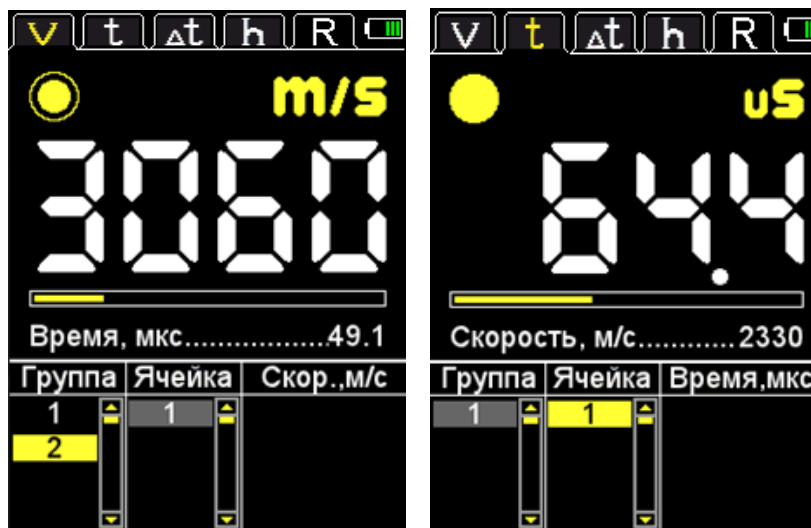 V t Δt h R
m/s
3060
Время, мкс..................49.1
Группа Ячейка Скор.,м/с
1 1
2
V t Δt h R
uS
64.4
Скорость, м/с............2330
Группа Ячейка Время,мкс
1 1